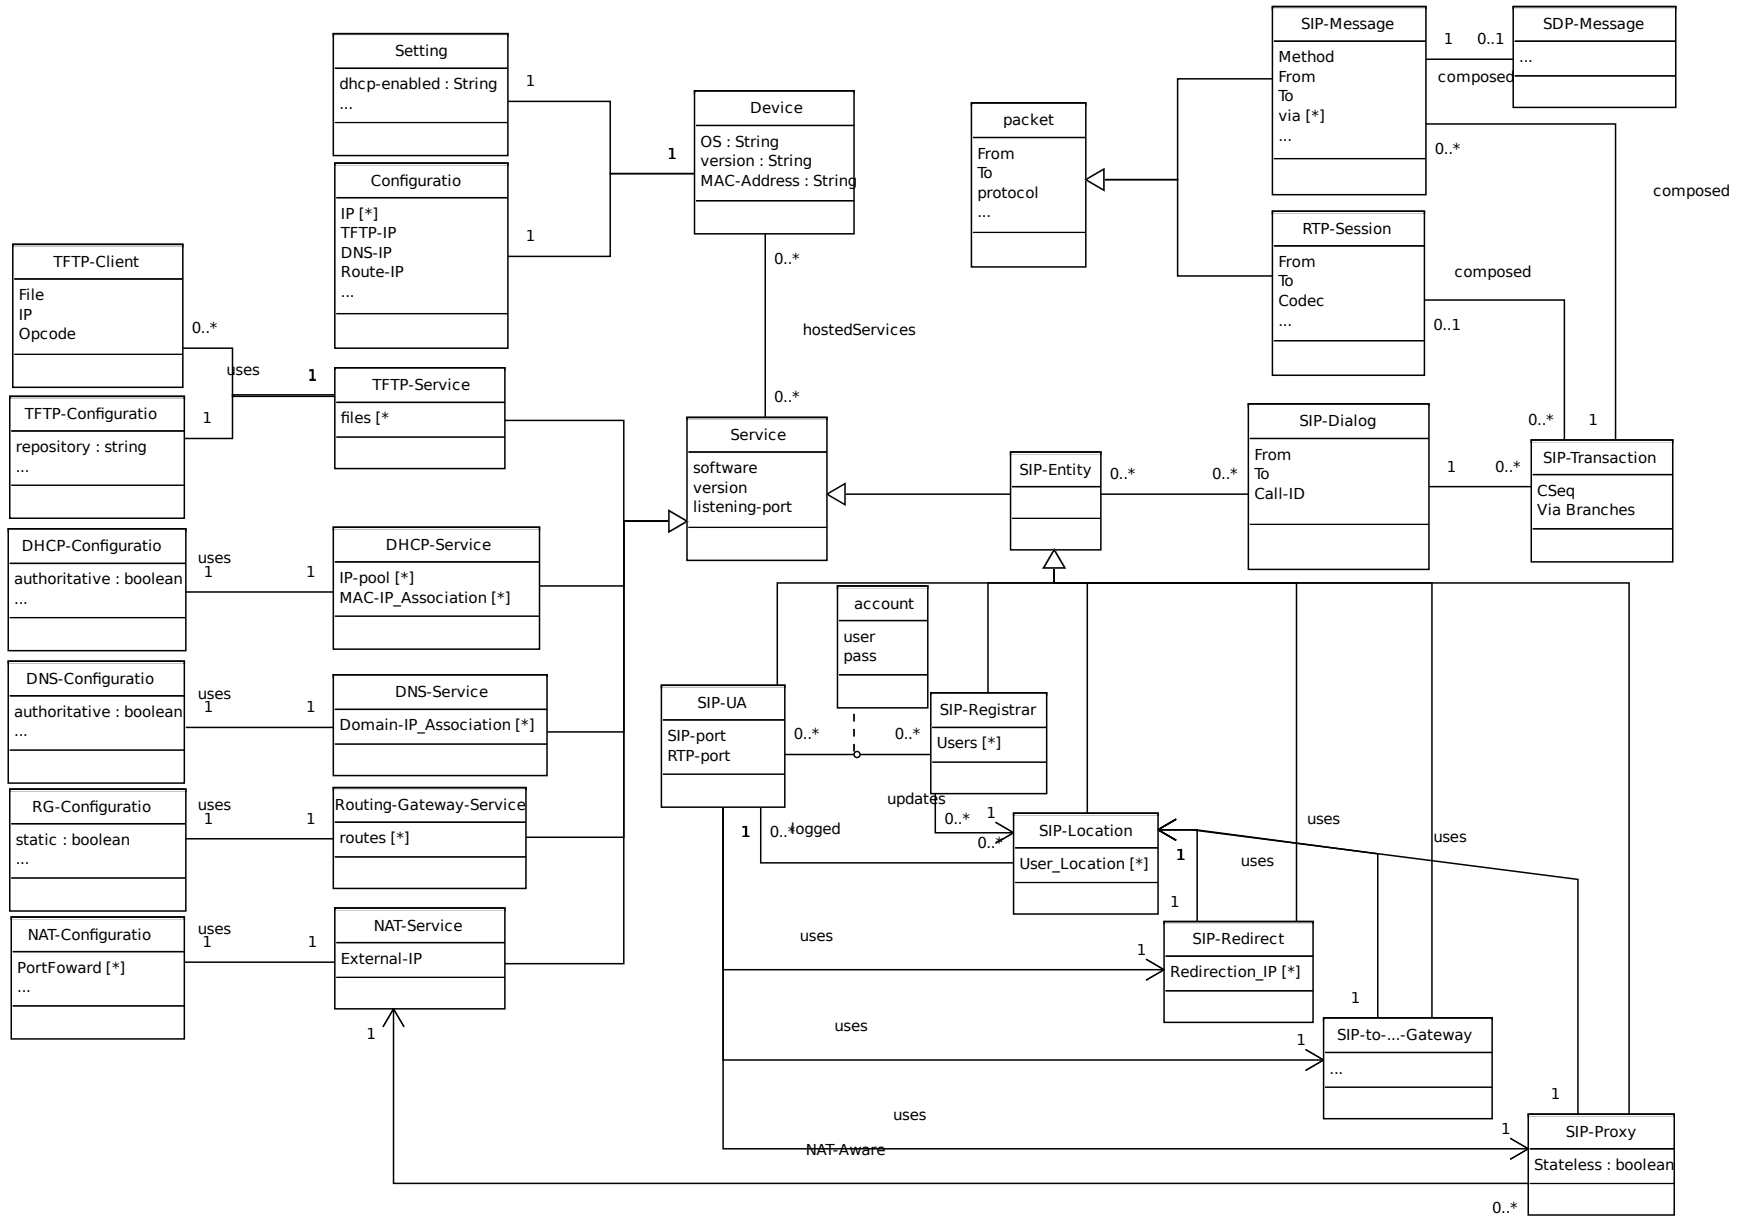 Setting
dhcp-enabled : String
...
1
Configuratio
IP [*]
TFTP-IP
DNS-IP
Route-IP
...
1
1
Device
OS : String
version : String
MAC-Address : String
0..*
hostedServices
0..*
packet
From
To
protocol
...
SIP-Message
Method
From
To
via [*]
...
1
0..1
composed
SDP-Message
...
0..*
composed
RTP-Session
From
To
Codec
...
composed
0..1
0..*
1
TFTP-Client
File
IP
Opcode
0..*
uses
1
TFTP-Configuratio
repository : string
...
1
TFTP-Service
files [*
Service
software
version
listening-port
SIP-Entity
0..*
0..*
SIP-Dialog
From
To
Call-ID
1
0..*
SIP-Transaction
CSeq
Via Branches
DHCP-Configuratio
authoritative : boolean
...
uses
1
1
DHCP-Service
IP-pool [*]
MAC-IP_Association [*]
DNS-Configuratio
authoritative : boolean
...
uses
1
1
DNS-Service
Domain-IP_Association [*]
RG-Configuratio
static : boolean
...
uses
1
1
Routing-Gateway-Service
routes [*]
NAT-Configuratio
PortFoward [*]
...
uses
1
1
NAT-Service
External-IP
1
account
user
pass
SIP-UA
SIP-port
RTP-port
0..*
0..*
SIP-Registrar
Users [*]
updates
0..*
1
1
0..*
logged
0..*
SIP-Location
User_Location [*]
1
uses
uses
uses
1
uses
1
SIP-Redirect
Redirection_IP [*]
uses
1
1
SIP-to-...-Gateway
...
uses
1
1
NAT-Aware
SIP-Proxy
Stateless : boolean
0..*